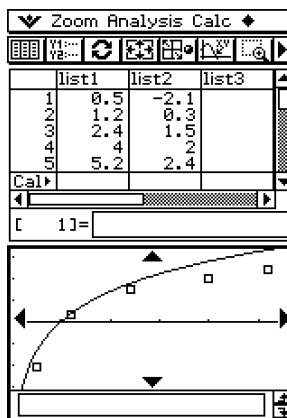 Zoom Analysis Calc
list1 list2 list3
1 0.5 -2.1
2 1.2 0.3
3 2.4 1.5
4 4 2
5 5.2 2.4
Cal
[ 1]=